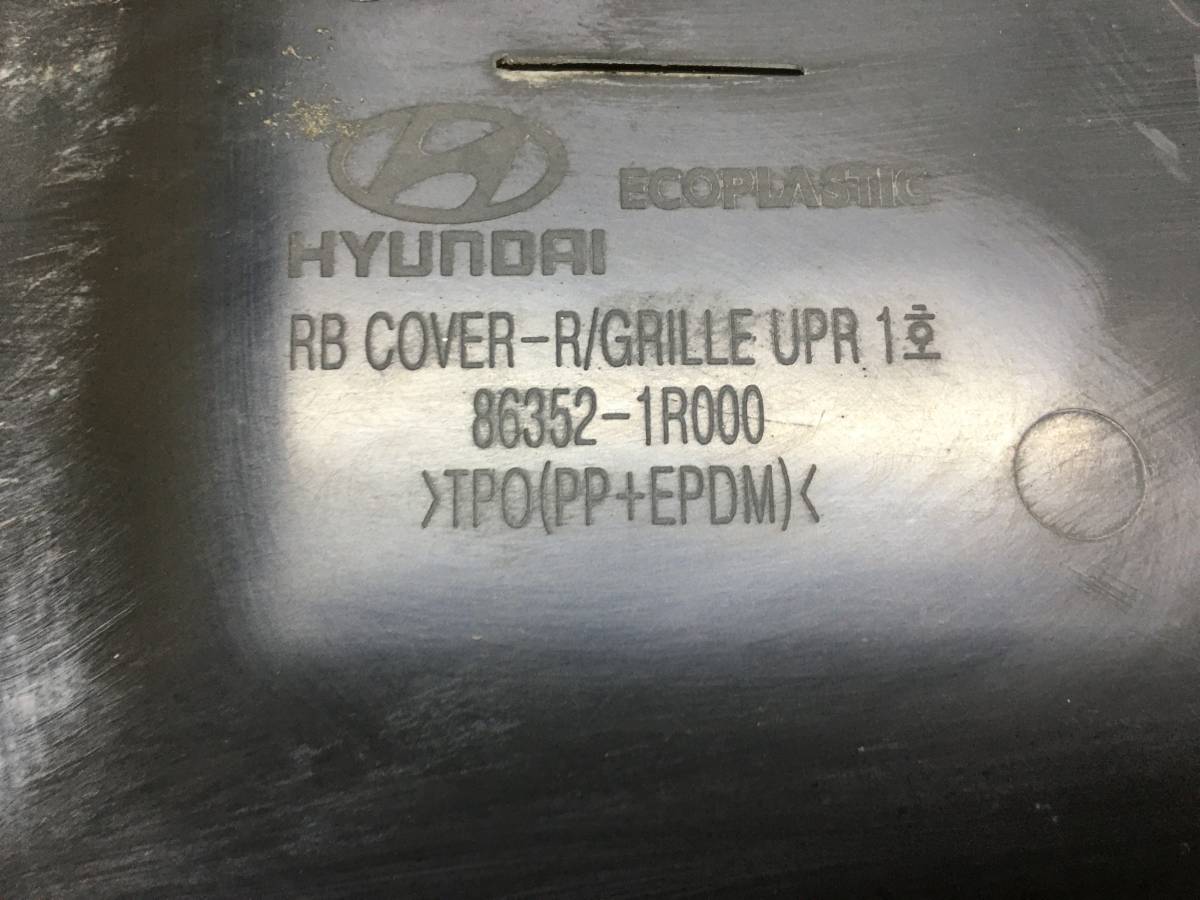 ECOPLASTIC
HYUNDAI
RB COVER-R/GRILLE UPR 1호
86352-1R000
>TPO(PP+EPDM)<